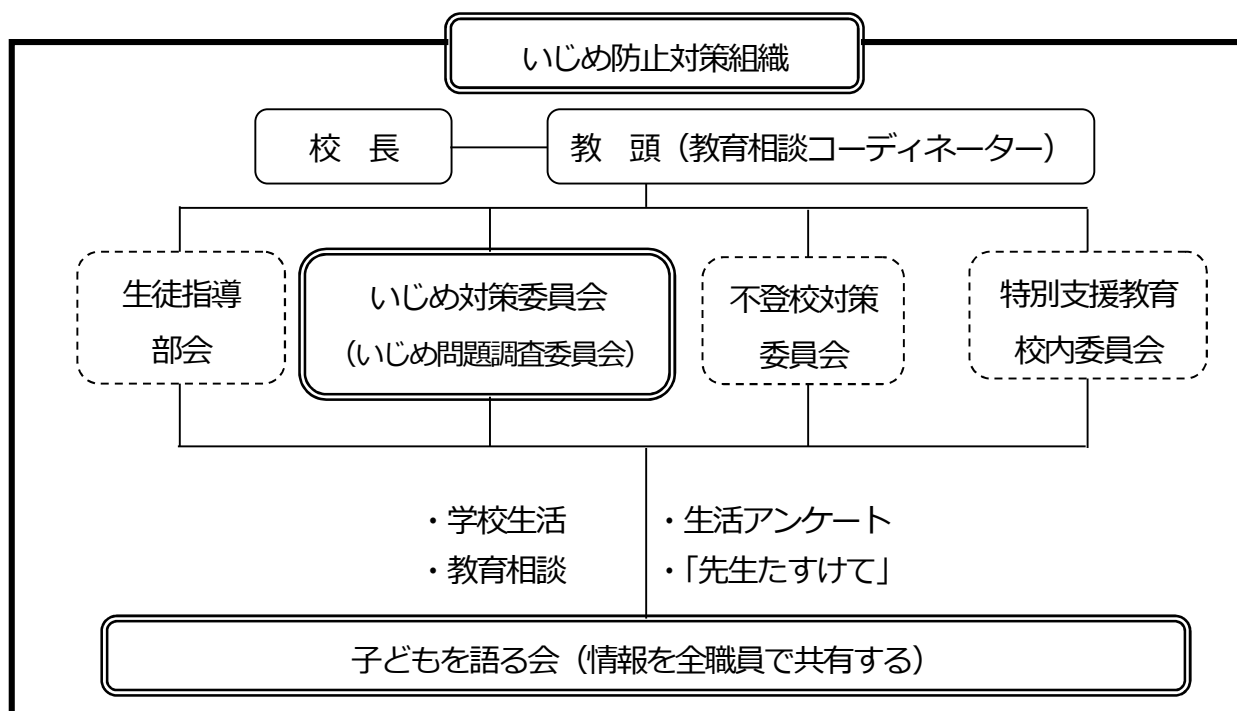 いじめ防止対策組織
校　長
教　頭（教育相談コーディネーター）
生徒指導
部会
いじめ対策委員会
（いじめ問題調査委員会）
不登校対策
委員会
特別支援教育
校内委員会
・学校生活
・教育相談
・生活アンケート
・「先生たすけて」
子どもを語る会（情報を全職員で共有する）